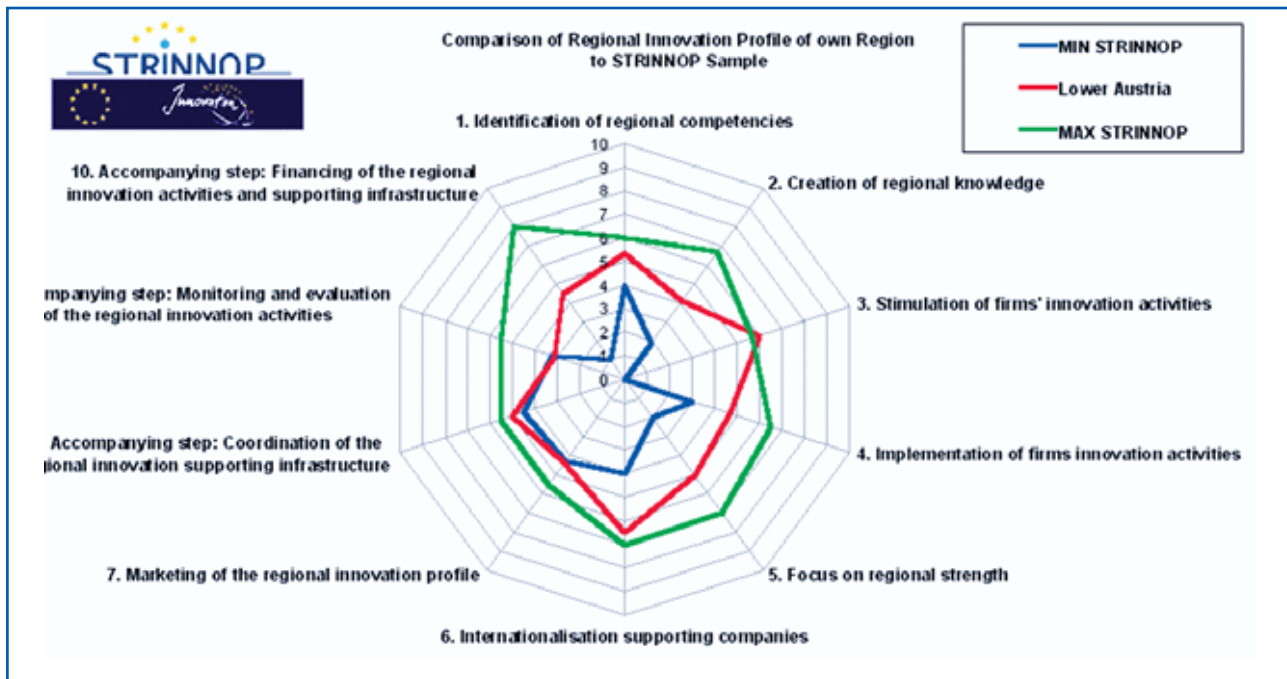 STRINNOP
Innovation
Comparison of Regional Innovation Profile of own Region
to STRINNOP Sample
MIN STRINNOP
Lower Austria
MAX STRINNOP
1. Identification of regional competencies
2. Creation of regional knowledge
3. Stimulation of firms' innovation activities
4. Implementation of firms innovation activities
5. Focus on regional strength
6. Internationalisation supporting companies
7. Marketing of the regional innovation profile
Accompanying step: Coordination of the
gional innovation supporting infrastructure
mpanying step: Monitoring and evaluation
of the regional innovation activities
10. Accompanying step: Financing of the regional
innovation activities and supporting infrastructure
10
9
8
7
6
5
4
3
2
1
0